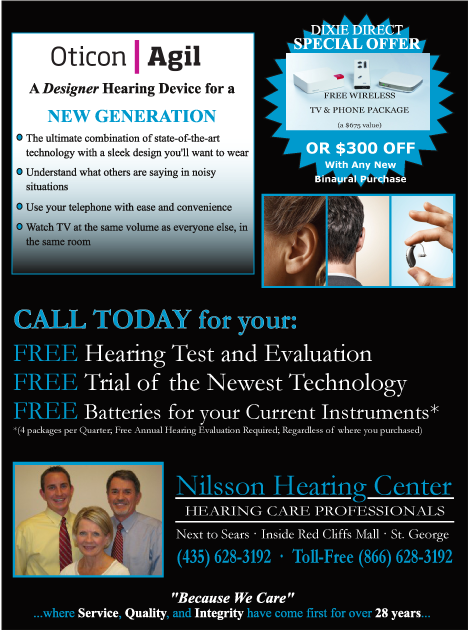 Oticon | Agil
A Designer Hearing Device for a
NEW GENERATION
The ultimate combination of state-of-the-art
technology with a sleek design you'll want to wear
Understand what others are saying in noisy
situations
Use your telephone with ease and convenience
Watch TV at the same volume as everyone else, in
the same room
DIXIE DIRECT
SPECIAL OFFER
FREE WIRELESS
TV & PHONE PACKAGE
(a $675 value)
OR $300 OFF
With Any New
Binaural Purchase
CALL TODAY for your:
FREE Hearing Test and Evaluation
FREE Trial of the Newest Technology
FREE Batteries for your Current Instruments*
*(4 packages per Quarter; Free Annual Hearing Evaluation Required; Regardless of where you purchased)
Nilsson Hearing Center
HEARING CARE PROFESSIONALS
Next to Sears · Inside Red Cliffs Mall · St. George
(435) 628-3192 · Toll-Free (866) 628-3192
"Because We Care"
...where Service, Quality, and Integrity have come first for over 28 years...